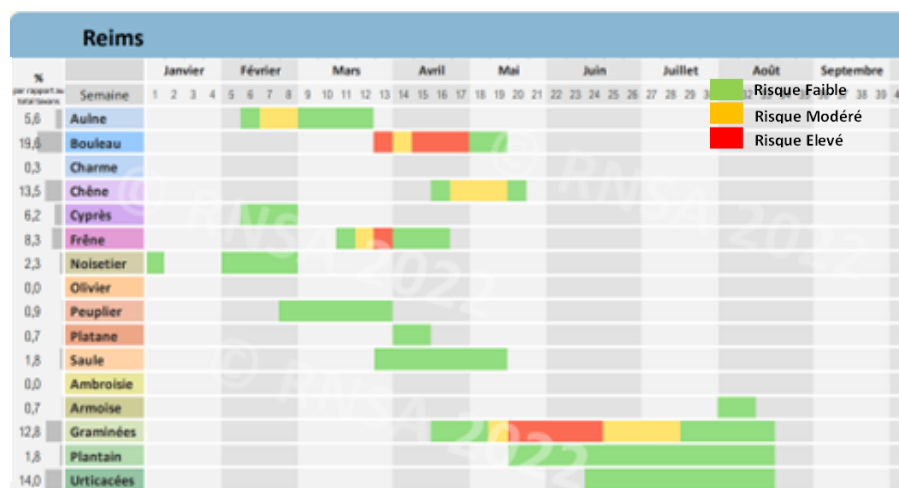 Reims
Janvier Février Mars Avril Mai Juin Juillet Août Septembre
%
par rapport au
total taxons
Semaine 1 2 3 4 5 6 7 8 9 10 11 12 13 14 15 16 17 18 19 20 21 22 23 24 25 26 27 28 29 38 39
Risque Faible
Risque Modéré
Risque Elevé
5,6 Aulne
19,6 Bouleau
0,3 Charme
13,5 Chêne
6,2 Cyprès
8,3 Frêne
2,3 Noisetier
0,0 Olivier
0,9 Peuplier
0,7 Platane
1,8 Saule
0,0 Ambroisie
0,7 Armoise
12,8 Graminées
1,8 Plantain
14,0 Urticacées
© RNSA 2022
© RNSA 2022
© RNSA 2022